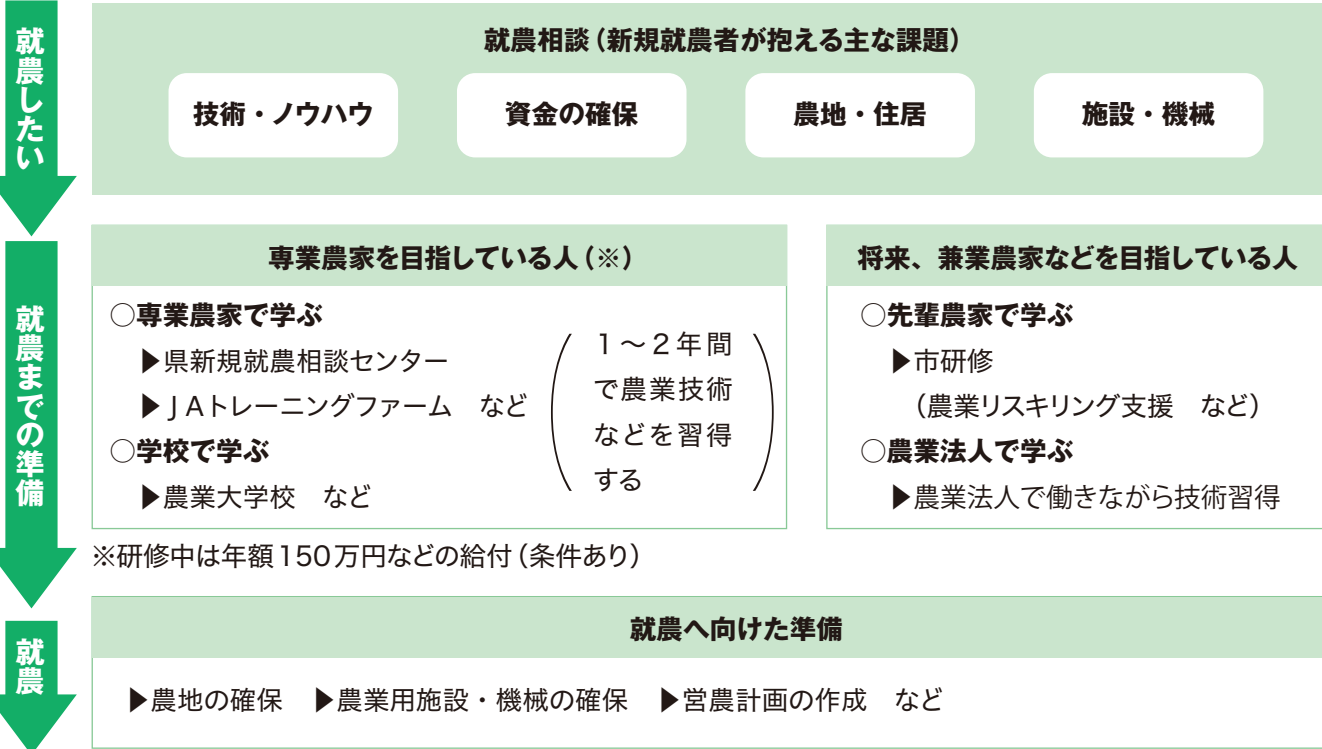 就農したい
就農相談（新規就農者が抱える主な課題）
技術・ノウハウ
資金の確保
農地・住居
施設・機械
就農までの準備
専業農家を目指している人（※）
○専業農家で学ぶ
▶県新規就農相談センター
▶ＪＡトレーニングファーム　など
○学校で学ぶ
▶農業大学校　など
１～２年間
で農業技術
などを習得
する
将来、兼業農家などを目指している人
○先輩農家で学ぶ
▶市研修
（農業リスキリング支援　など）
○農業法人で学ぶ
▶農業法人で働きながら技術習得
※研修中は年額150万円などの給付（条件あり）
就農
就農へ向けた準備
▶農地の確保　▶農業用施設・機械の確保　▶営農計画の作成　など